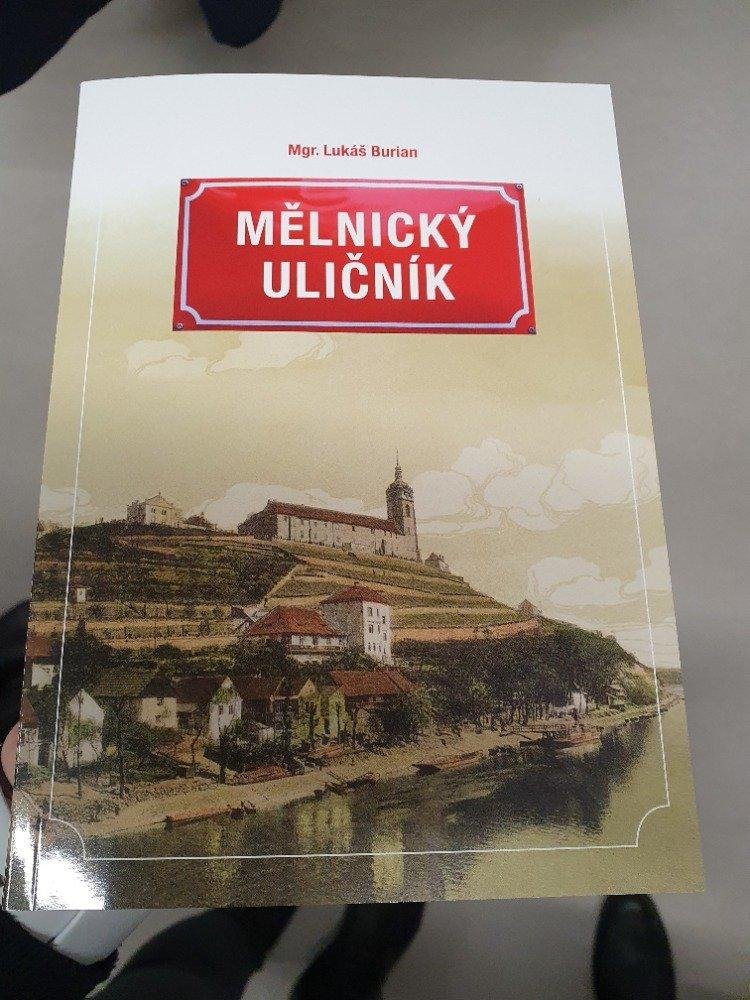 Mgr. Lukáš Burian
MĚLNICKÝ
ULIČNÍK